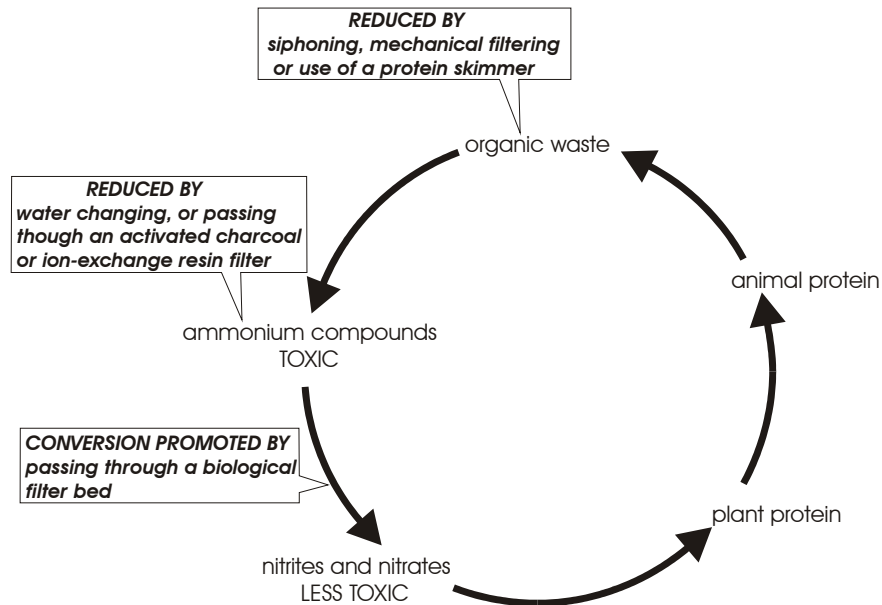 REDUCED BY
siphoning, mechanical filtering
or use of a protein skimmer
organic waste
REDUCED BY
water changing, or passing
though an activated charcoal
or ion-exchange resin filter
animal protein
ammonium compounds
TOXIC
CONVERSION PROMOTED BY
passing through a biological
filter bed
plant protein
nitrites and nitrates
LESS TOXIC